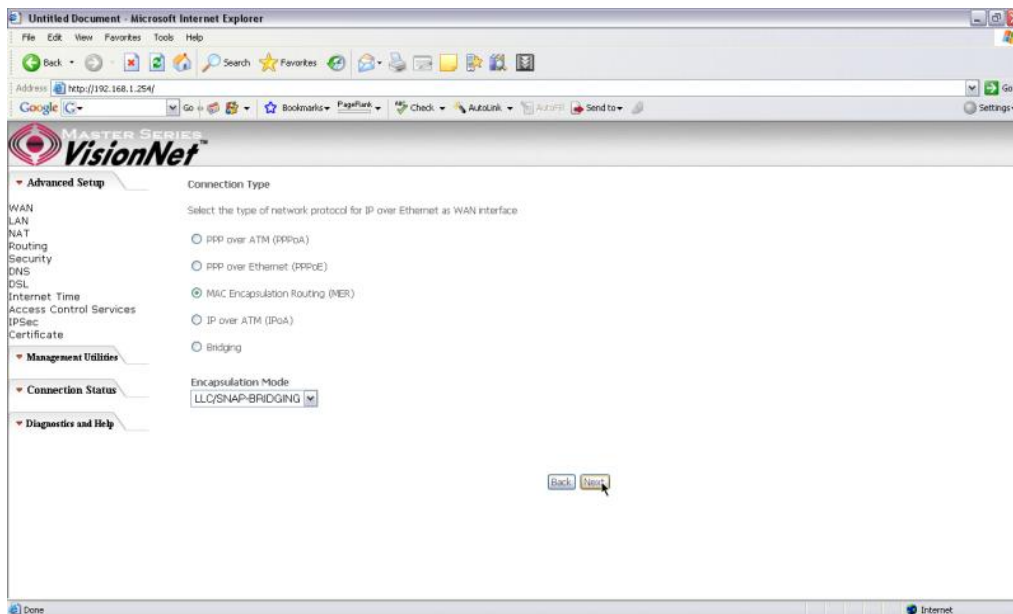 Untitled Document - Microsoft Internet Explorer
File Edit View Favorites Tools Help
Back Search Favorites
Address http://192.168.1.254/ Go
Google G Go Bookmarks PageRank Check AutoLink AutoFill Send to Settings
MASTER SERIES
VisionNet™
Advanced Setup
WAN
LAN
NAT
Routing
Security
DNS
DSL
Internet Time
Access Control Services
IPSec
Certificate
Management Utilities
Connection Status
Diagnostics and Help
Connection Type
Select the type of network protocol for IP over Ethernet as WAN interface
PPP over ATM (PPPoA)
PPP over Ethernet (PPPoE)
MAC Encapsulation Routing (MER)
IP over ATM (IPoA)
Bridging
Encapsulation Mode
LLC/SNAP-BRIDGING
Back Next
Done Internet